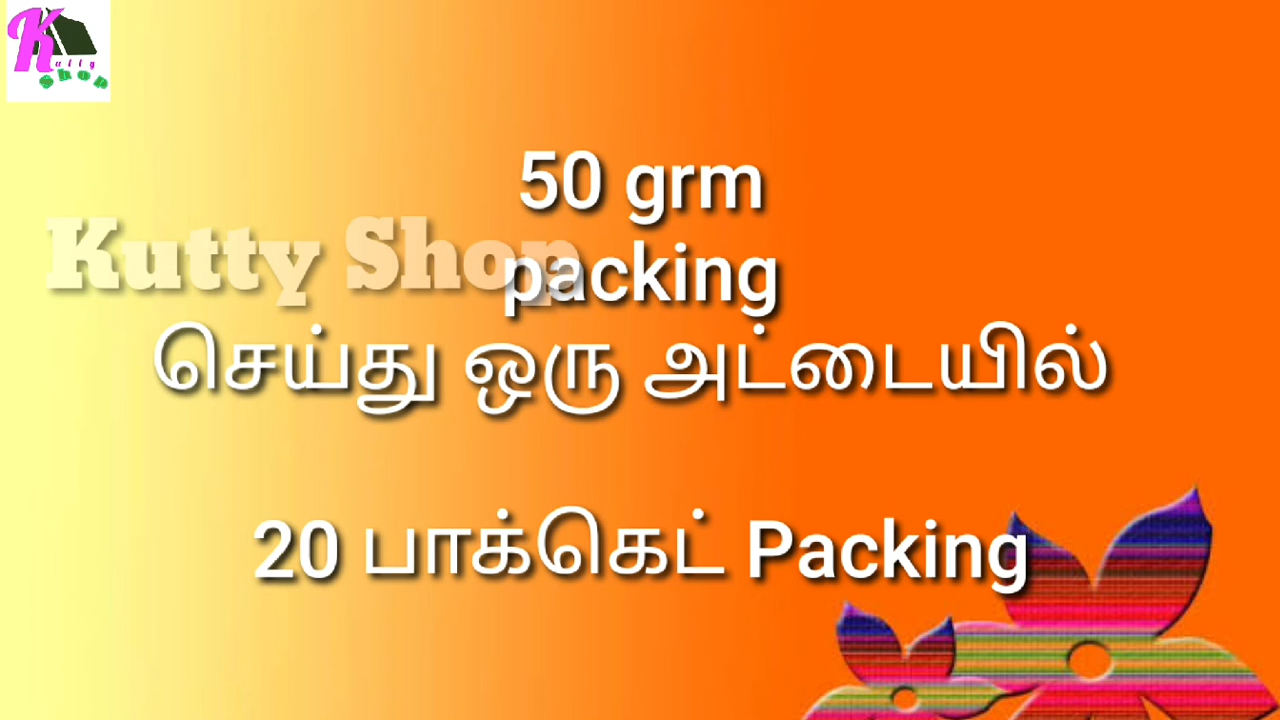 Kutty
Shop
50 grm
Kutty Shop
packing
செய்து ஒரு அட்டையில்
20 பாக்கெட் Packing